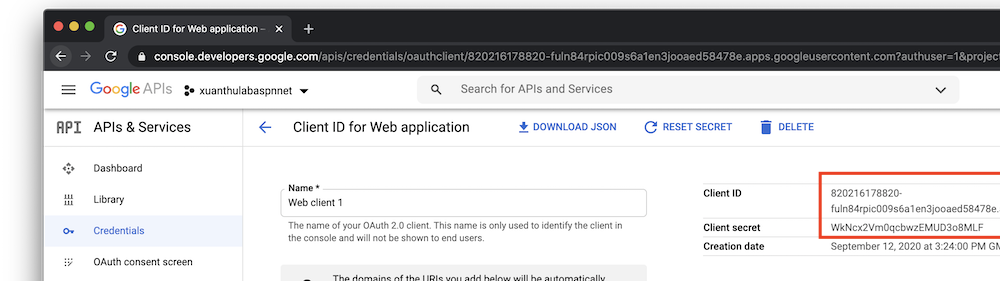 Client ID for Web application –
console.developers.google.com/apis/credentials/oauthclient/820216178820-fuln84rpic009s6a1en3jooaed58478e.apps.googleusercontent.com?authuser=1&project
Google APIs
xuanthulabaspnnet
Search for APIs and Services
API
APIs & Services
Client ID for Web application
DOWNLOAD JSON
RESET SECRET
DELETE
Dashboard
Library
Credentials
OAuth consent screen
Name *
Web client 1
The name of your OAuth 2.0 client. This name is only used to identify the client in
the console and will not be shown to end users.
The domains of the URIs you add below will be automatically
Client ID
820216178820-
fuln84rpic009s6a1en3jooaed58478e.
Client secret
WkNcx2Vm0qcbwzEMUD3o8MLF
Creation date
September 12, 2020 at 3:24:00 PM GM